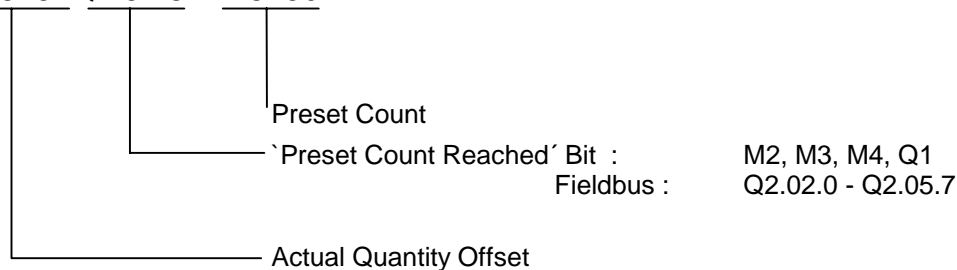 Preset Count
`Preset Count Reached´ Bit : M2, M3, M4, Q1
Fieldbus : Q2.02.0 - Q2.05.7
Actual Quantity Offset